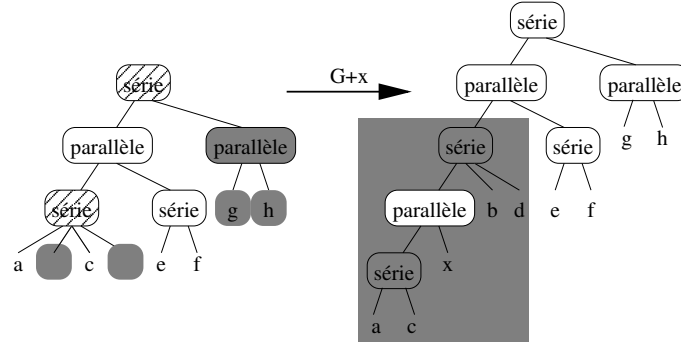 série
G+x
série
parallèle
parallèle
parallèle
parallèle
g h
série
série
série
série
g h
parallèle
b d
e f
a c
e f
série
x
a c